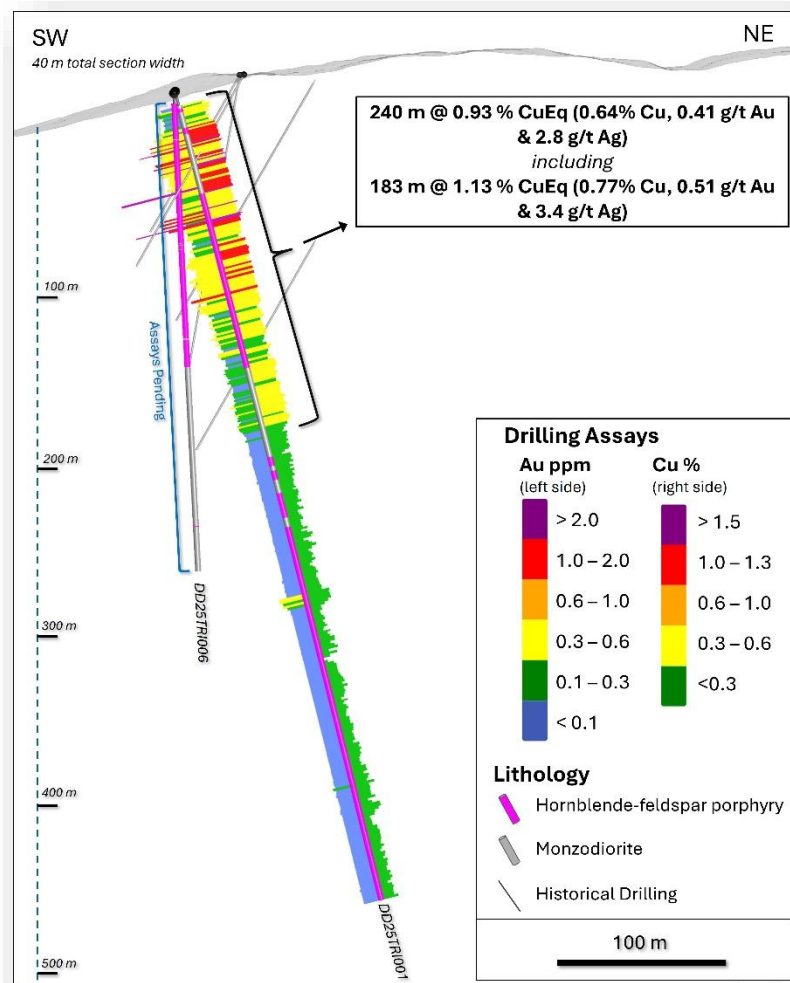 SW
NE
40 m total section width
240 m @ 0.93 % CuEq (0.64% Cu, 0.41 g/t Au
& 2.8 g/t Ag)
including
183 m @ 1.13 % CuEq (0.77% Cu, 0.51 g/t Au
& 3.4 g/t Ag)
100 m
Assays Pending
200 m
300 m
400 m
500 m
DD25TRI006
DD25TRI001
Drilling Assays
Au ppm
(left side)
> 2.0
1.0 – 2.0
0.6 – 1.0
0.3 – 0.6
0.1 – 0.3
< 0.1
Cu %
(right side)
> 1.5
1.0 – 1.3
0.6 – 1.0
0.3 – 0.6
<0.3
Lithology
Hornblende-feldspar porphyry
Monzodiorite
Historical Drilling
100 m